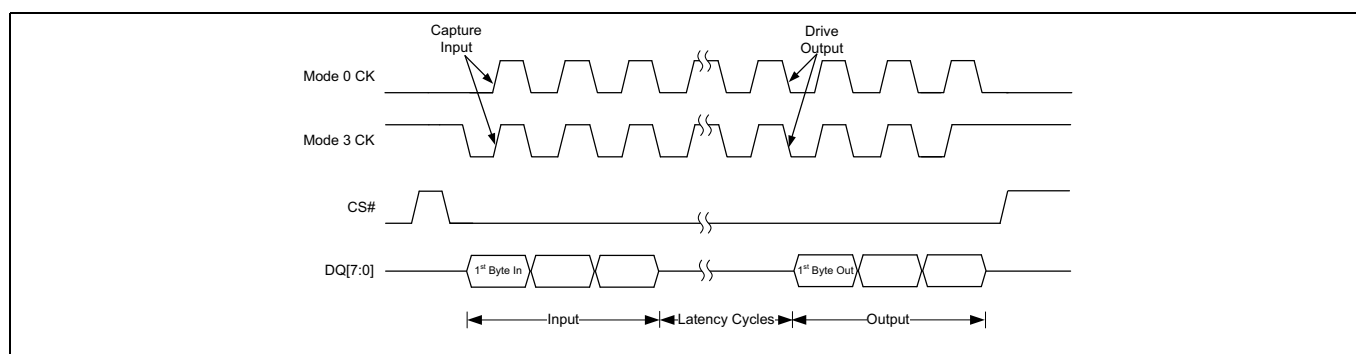 Capture
Input
Drive
Output
Mode 0 CK
Mode 3 CK
CS#
DQ[7:0]
1st Byte In
1st Byte Out
Input
Latency Cycles
Output